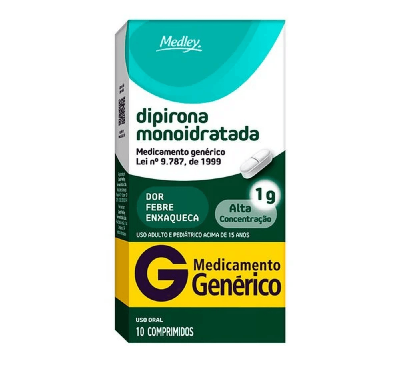 Medley.
dipirona
monoidratada
Medicamento genérico
Lei nº 9.787, de 1999
1g
Alta
Concentração
DOR
FEBRE
ENXAQUECA
USO ADULTO E PEDIÁTRICO ACIMA DE 15 ANOS
G Medicamento
Genérico
USO ORAL
10 COMPRIMIDOS